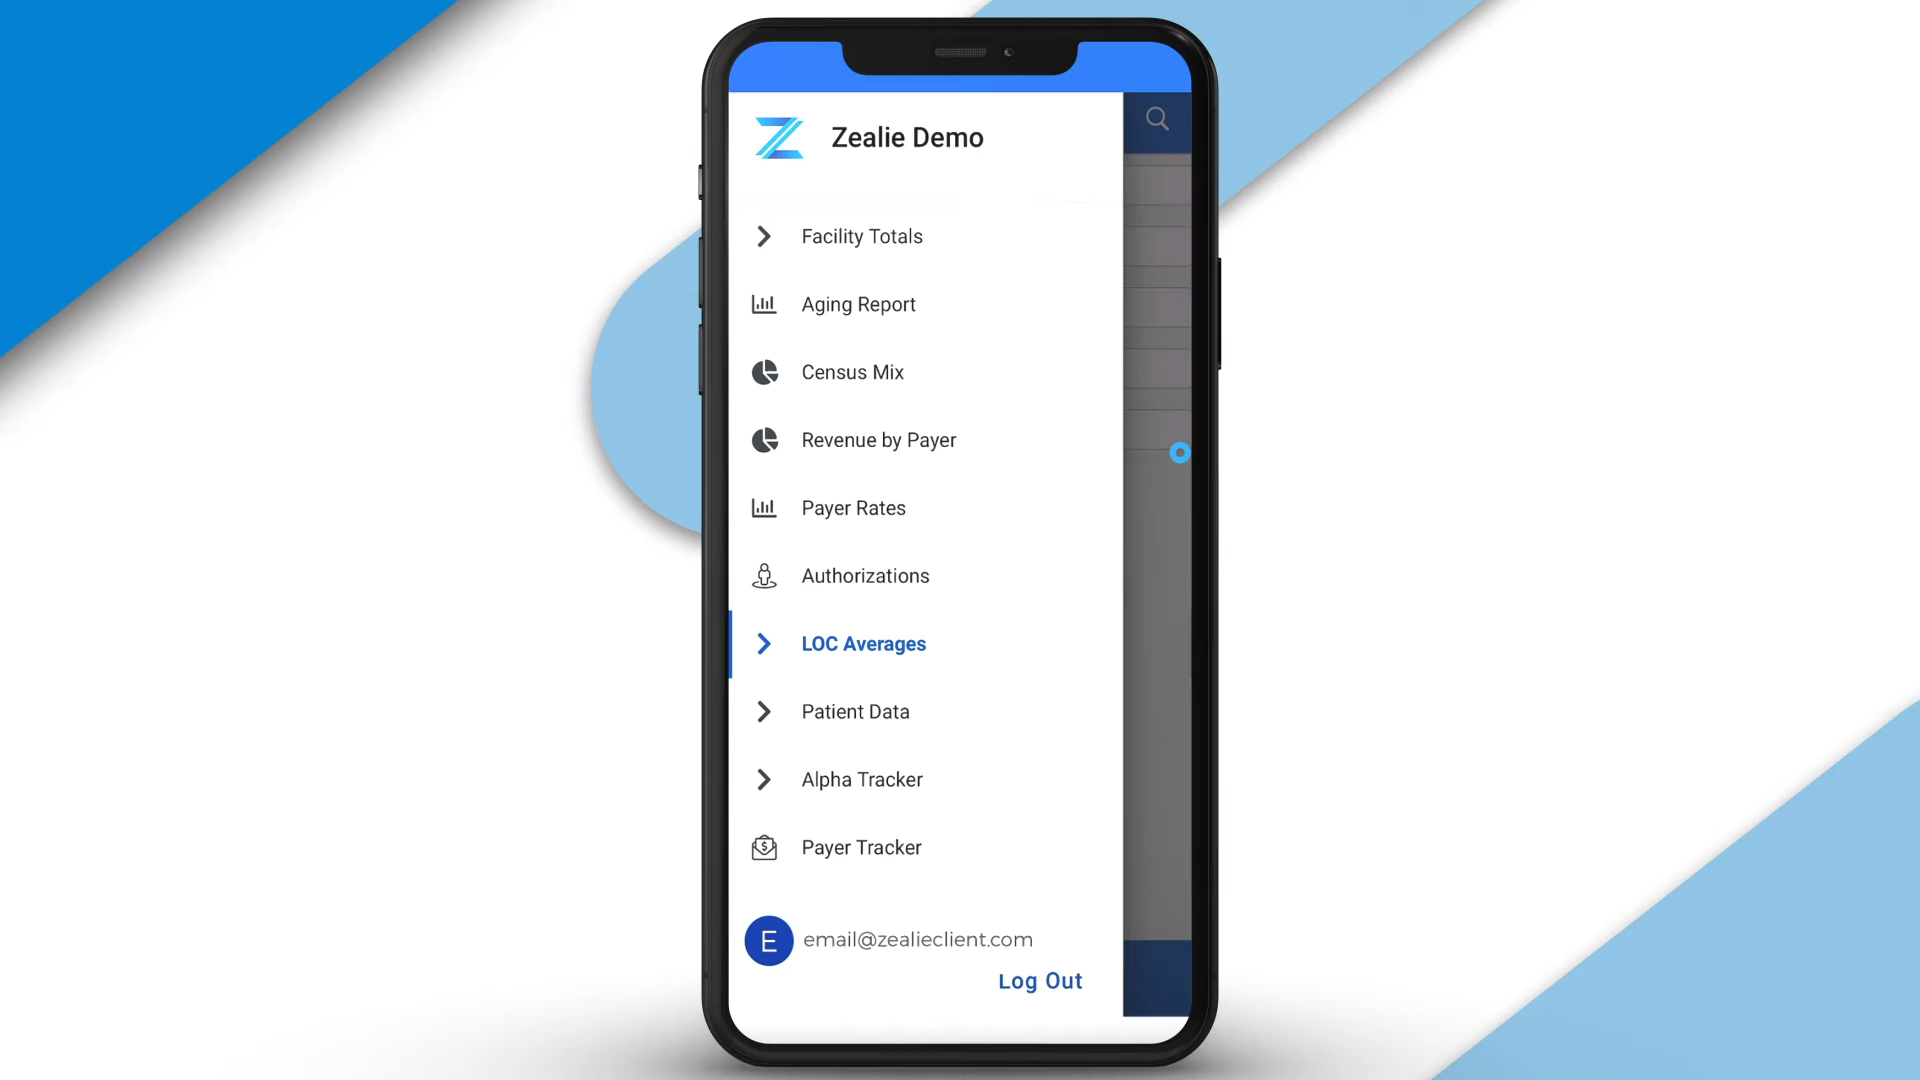 Zealie Demo
Facility Totals
Aging Report
Census Mix
Revenue by Payer
Payer Rates
Authorizations
LOC Averages
Patient Data
Alpha Tracker
Payer Tracker
E
email@zealieclient.com
Log Out